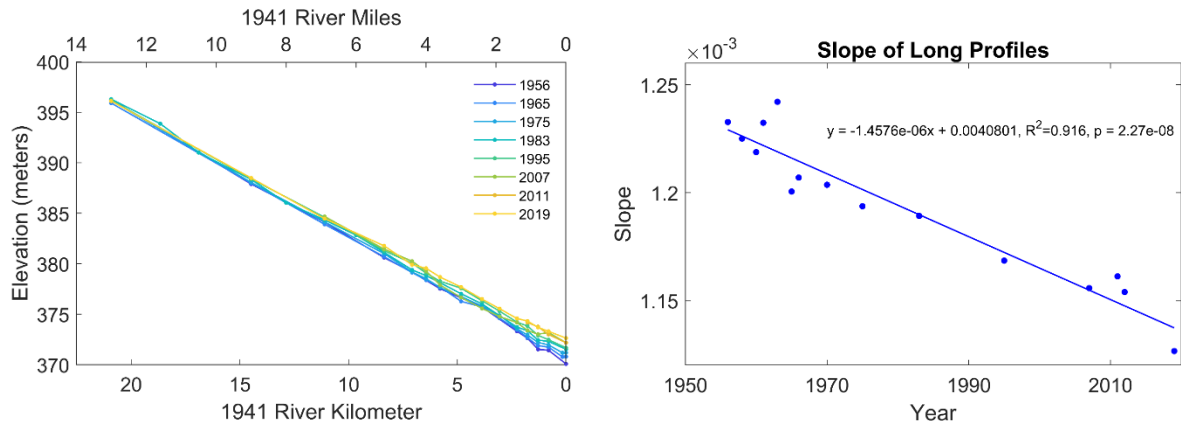 1941 River Miles
14 12 10 8 6 4 2 0
400
395
390
385
380
375
370
Elevation (meters)
1956
1965
1975
1983
1995
2007
2011
2019
20 15 10 5 0
1941 River Kilometer
Slope of Long Profiles
×10⁻³
1.25
1.2
1.15
Slope
y = -1.4576e-06x + 0.0040801, R²=0.916, p = 2.27e-08
1950 1970 1990 2010
Year